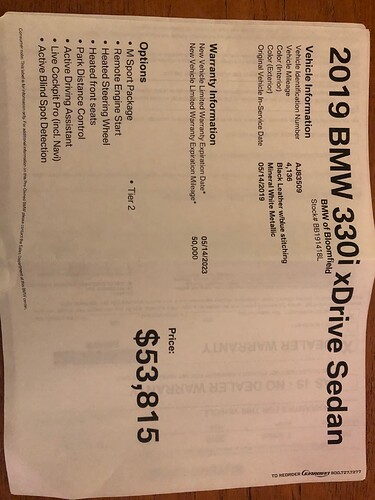 2019 BMW 330i xDrive Sedan
BMW of Bloomfield
Stock# BB19141BL
Vehicle Information
Vehicle Identification Number AJ83509
Vehicle Mileage 4,136
Color(Interior) Black Leather w/blue stitching
Color(Exterior) Mineral White Metallic
Original Vehicle In-Service Date 05/14/2019
Warranty Information
New Vehicle Limited Warranty Expiration Date* 05/14/2023
New Vehicle Limited Warranty Expiration Mileage* 50,000
Options
• M Sport Package • Tier 2
• Remote Engine Start
• Heated Steering Wheel
• Heated front seats
• Park Distance Control
• Active Driving Assistant
• Live Cockpit Pro (incl. Navi)
• Active Blind Spot Detection
Price:
$53,815
TO REORDER